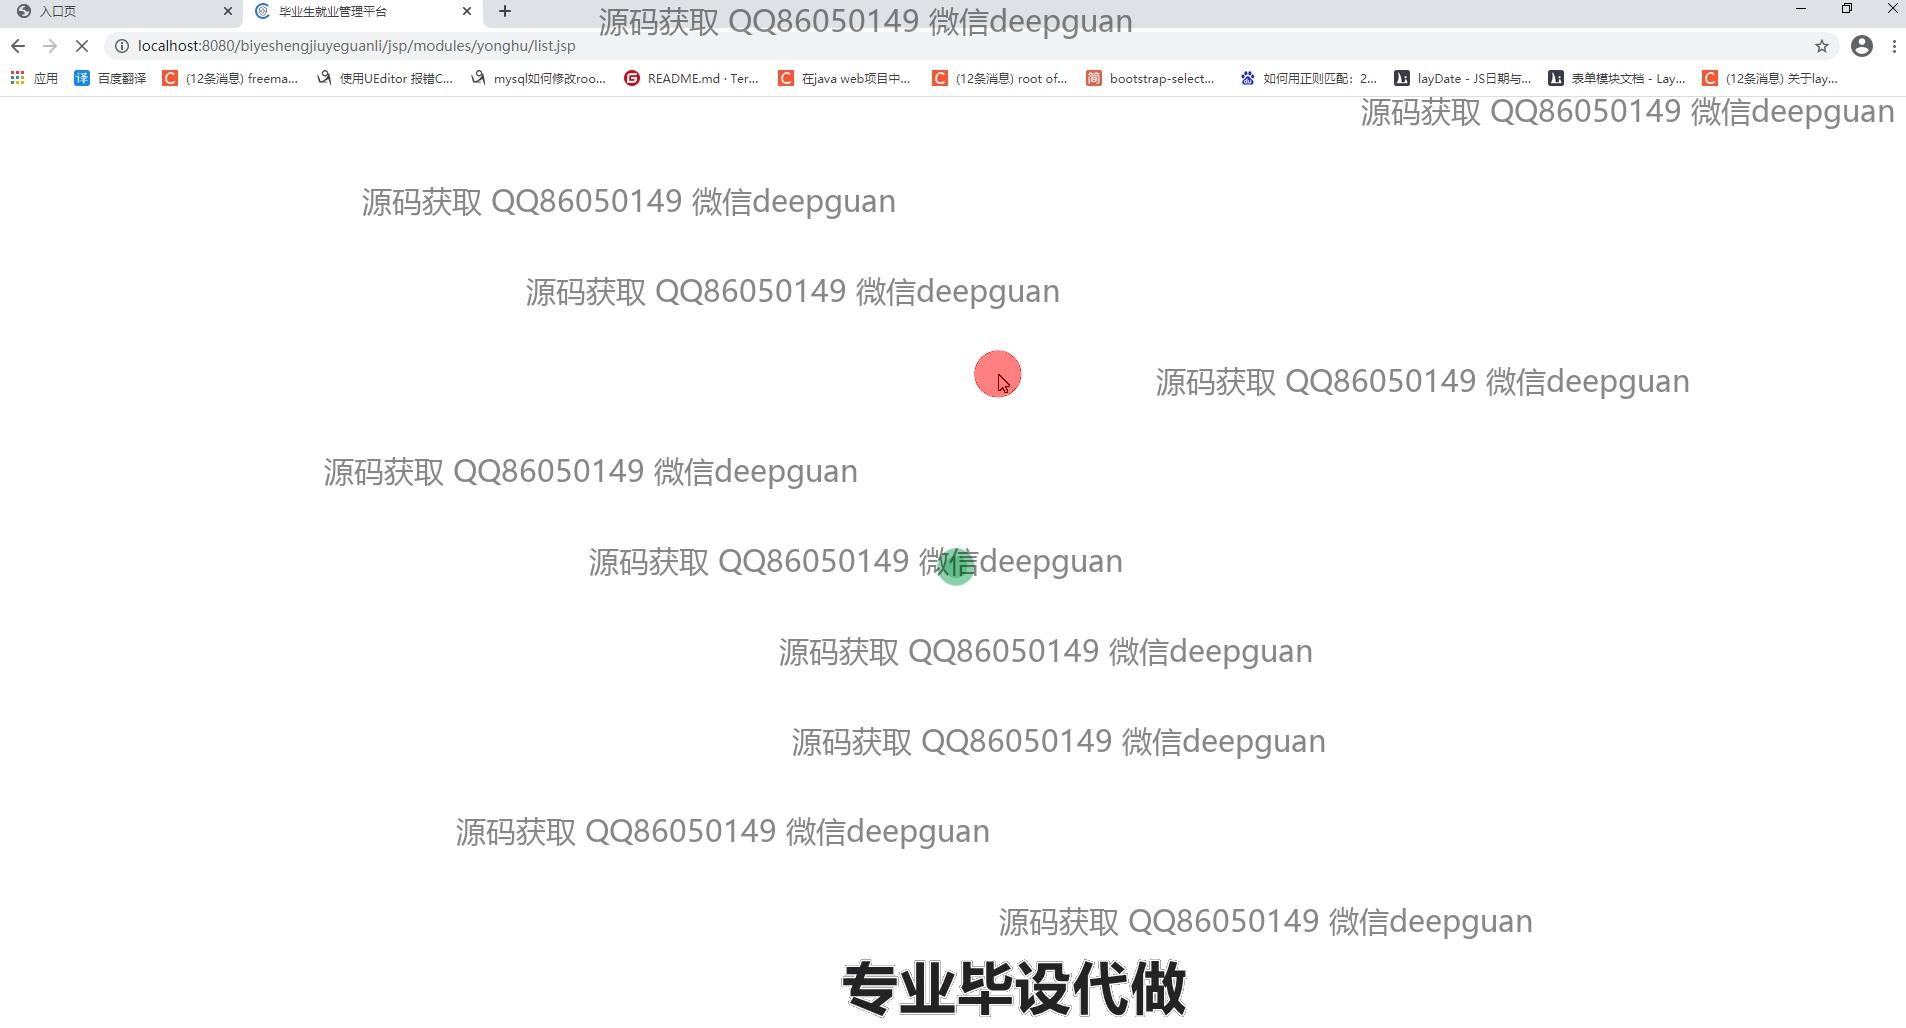 入口页
毕业生就业管理平台
源码获取 QQ86050149 微信deepguan
localhost:8080/biyeshengjiuyeguanli/jsp/modules/yonghu/list.jsp
应用
百度翻译
(12条消息) freema...
使用UEditor 报错C...
mysql如何修改roo...
README.md · Ter...
在java web项目中...
(12条消息) root of...
bootstrap-select...
如何用正则匹配：2...
layDate - JS日期与...
表单模块文档 - Lay...
(12条消息) 关于lay...
源码获取 QQ86050149 微信deepguan
源码获取 QQ86050149 微信deepguan
源码获取 QQ86050149 微信deepguan
源码获取 QQ86050149 微信deepguan
源码获取 QQ86050149 微信deepguan
源码获取 QQ86050149 微信deepguan
源码获取 QQ86050149 微信deepguan
源码获取 QQ86050149 微信deepguan
源码获取 QQ86050149 微信deepguan
源码获取 QQ86050149 微信deepguan
专业毕设代做